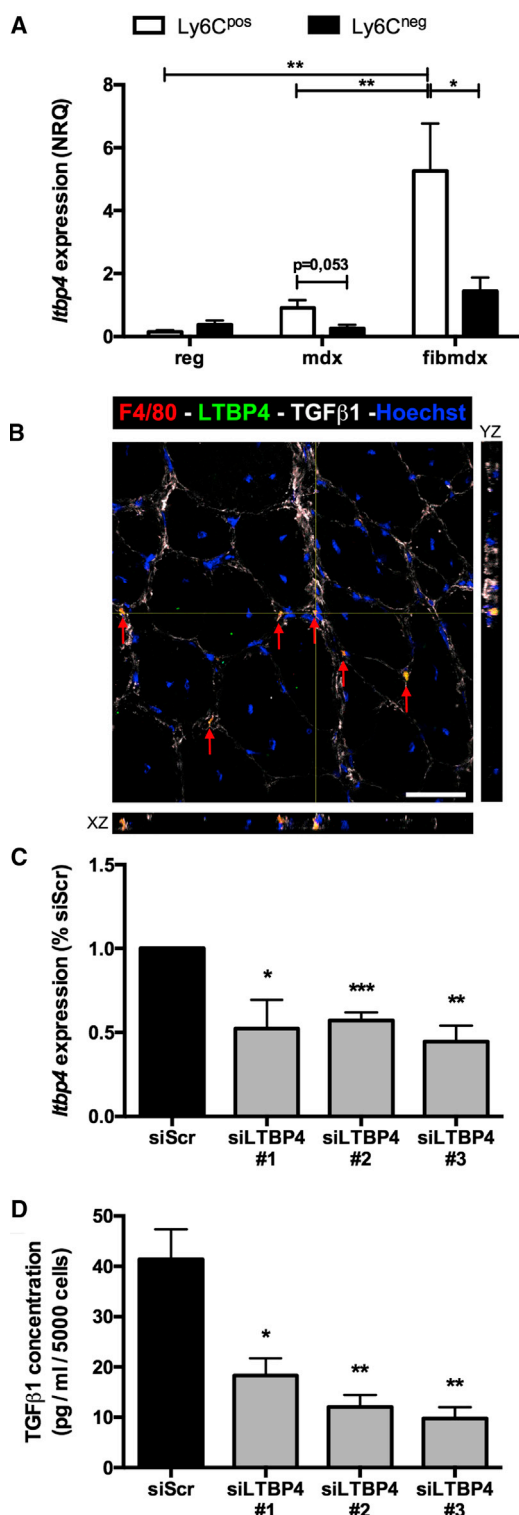 A
Ly6Cpos Ly6Cneg
**
** *
ltbp4 expression (NRQ)
8
6
4
2
0
p=0,053
reg mdx fibmdx
B
F4/80 - LTBP4 - TGFβ1 -Hoechst
YZ
XZ
C
ltbp4 expression (% siScr)
1.5
1.0
0.5
0.0
* *** **
siScr siLTBP4 siLTBP4 siLTBP4
#1 #2 #3
D
TGFβ1 concentration
(pg / ml / 5000 cells)
50
40
30
20
10
0
* ** **
siScr siLTBP4 siLTBP4 siLTBP4
#1 #2 #3